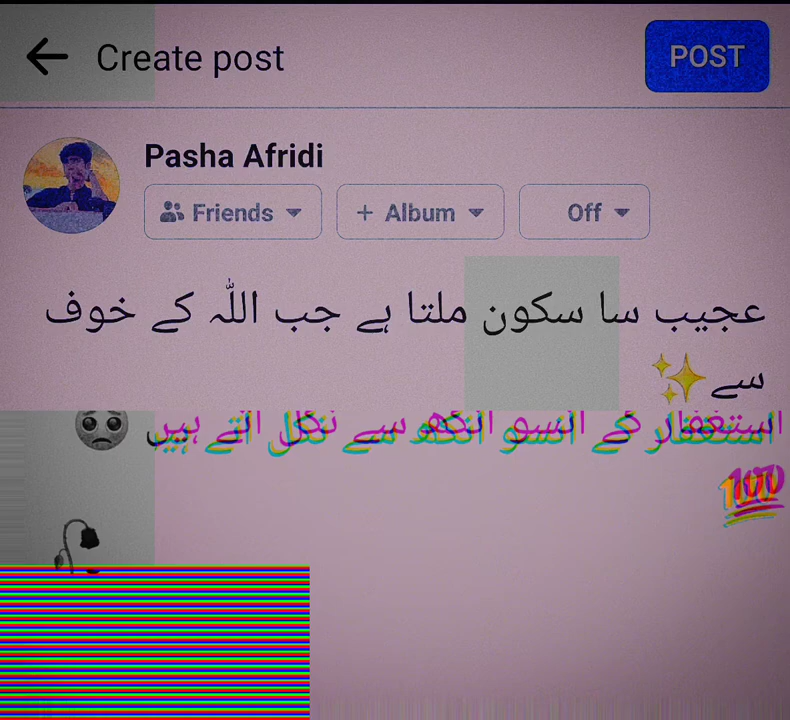 Create post
POST
Pasha Afridi
Friends
+ Album
Off
عجیب سا سکون ملتا ہے جب اللّٰہ کے خوف
سے✨
استغفار کے آنسو آنکھ سے نکل آتے ہیں 🙁
💯
🥀